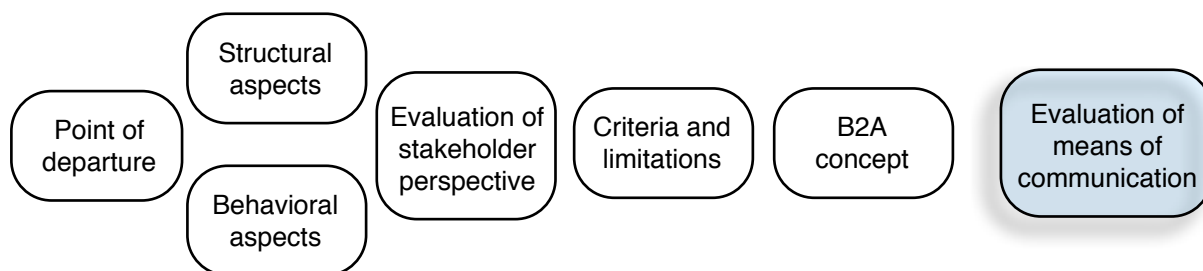 Point of
departure
Structural
aspects
Behavioral
aspects
Evaluation of
stakeholder
perspective
Criteria and
limitations
B2A
concept
Evaluation of
means of
communication